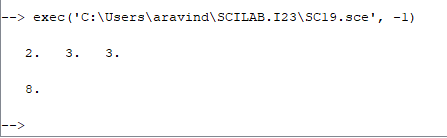 --> exec('C:\Users\aravind\SCILAB.I23\SC19.sce', -1)
2. 3. 3.
8.
-->